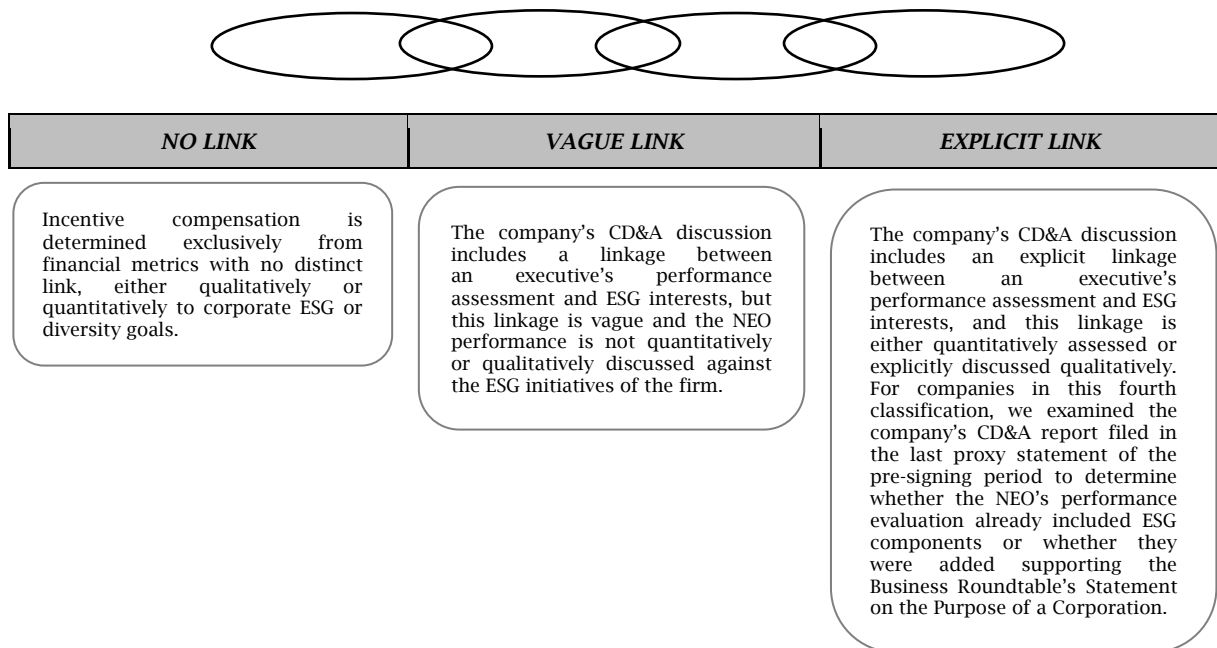 NO LINK
VAGUE LINK
EXPLICIT LINK
Incentive compensation is
determined exclusively from
financial metrics with no distinct
link, either qualitatively or
quantitatively to corporate ESG or
diversity goals.
The company's CD&A discussion
includes a linkage between
an executive's performance
assessment and ESG interests, but
this linkage is vague and the NEO
performance is not quantitatively
or qualitatively discussed against
the ESG initiatives of the firm.
The company's CD&A discussion
includes an explicit linkage
between an executive's
performance assessment and ESG
interests, and this linkage is
either quantitatively assessed or
explicitly discussed qualitatively.
For companies in this fourth
classification, we examined the
company's CD&A report filed in
the last proxy statement of the
pre-signing period to determine
whether the NEO's performance
evaluation already included ESG
components or whether they
were added supporting the
Business Roundtable's Statement
on the Purpose of a Corporation.